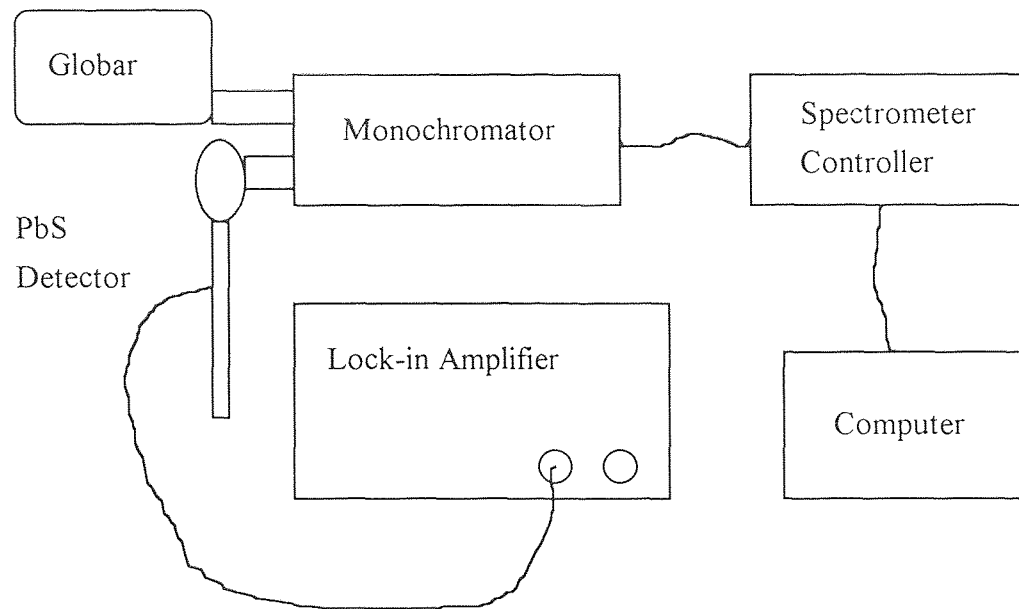 Globar
Monochromator
Spectrometer
Controller
PbS
Detector
Lock-in Amplifier
Computer